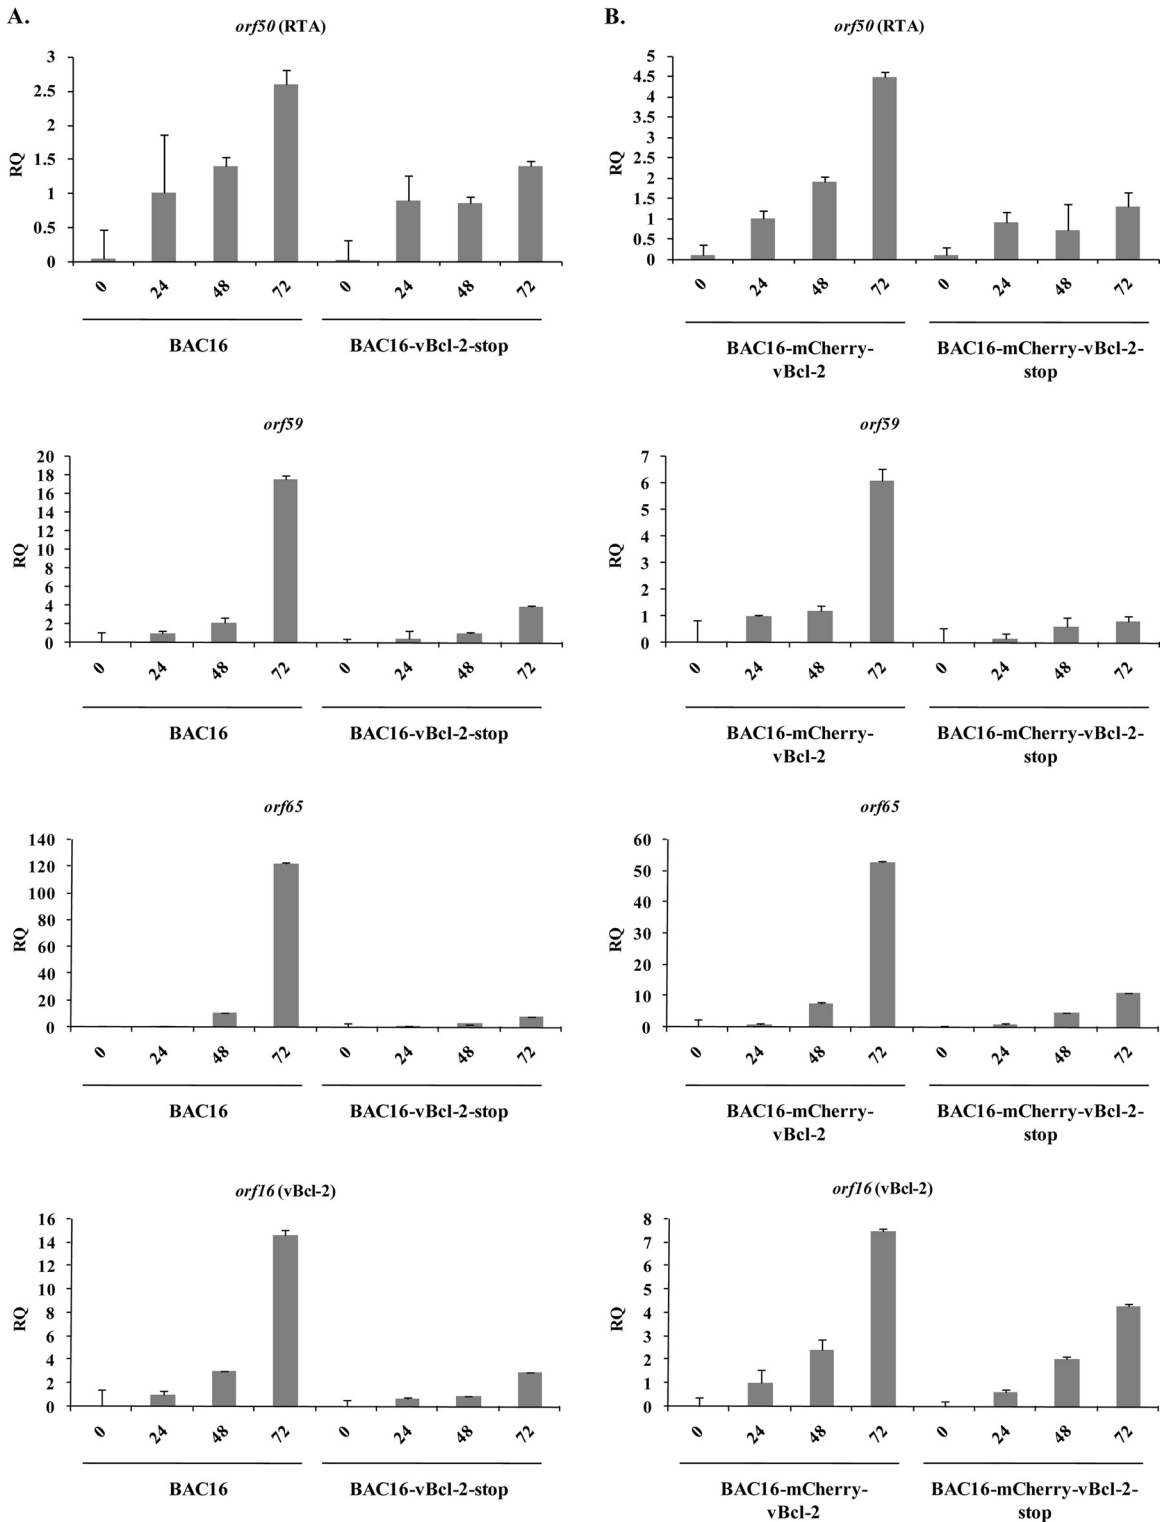 A.
orf50 (RTA)
3
2.5
2
1.5
1
0.5
0
RQ
0 24 48 72 0 24 48 72
BAC16 BAC16-vBcl-2-stop
orf59
20
18
16
14
12
10
8
6
4
2
0
RQ
0 24 48 72 0 24 48 72
BAC16 BAC16-vBcl-2-stop
orf65
140
120
100
80
60
40
20
0
RQ
0 24 48 72 0 24 48 72
BAC16 BAC16-vBcl-2-stop
orf16 (vBcl-2)
16
14
12
10
8
6
4
2
0
RQ
0 24 48 72 0 24 48 72
BAC16 BAC16-vBcl-2-stop
B.
orf50 (RTA)
5
4.5
4
3.5
3
2.5
2
1.5
1
0.5
0
RQ
0 24 48 72 0 24 48 72
BAC16-mCherry- BAC16-mCherry-vBcl-2-
vBcl-2 stop
orf59
7
6
5
4
3
2
1
0
RQ
0 24 48 72 0 24 48 72
BAC16-mCherry- BAC16-mCherry-vBcl-2-
vBcl-2 stop
orf65
60
50
40
30
20
10
0
RQ
0 24 48 72 0 24 48 72
BAC16-mCherry- BAC16-mCherry-vBcl-2-
vBcl-2 stop
orf16 (vBcl-2)
8
7
6
5
4
3
2
1
0
RQ
0 24 48 72 0 24 48 72
BAC16-mCherry- BAC16-mCherry-vBcl-2-
vBcl-2 stop